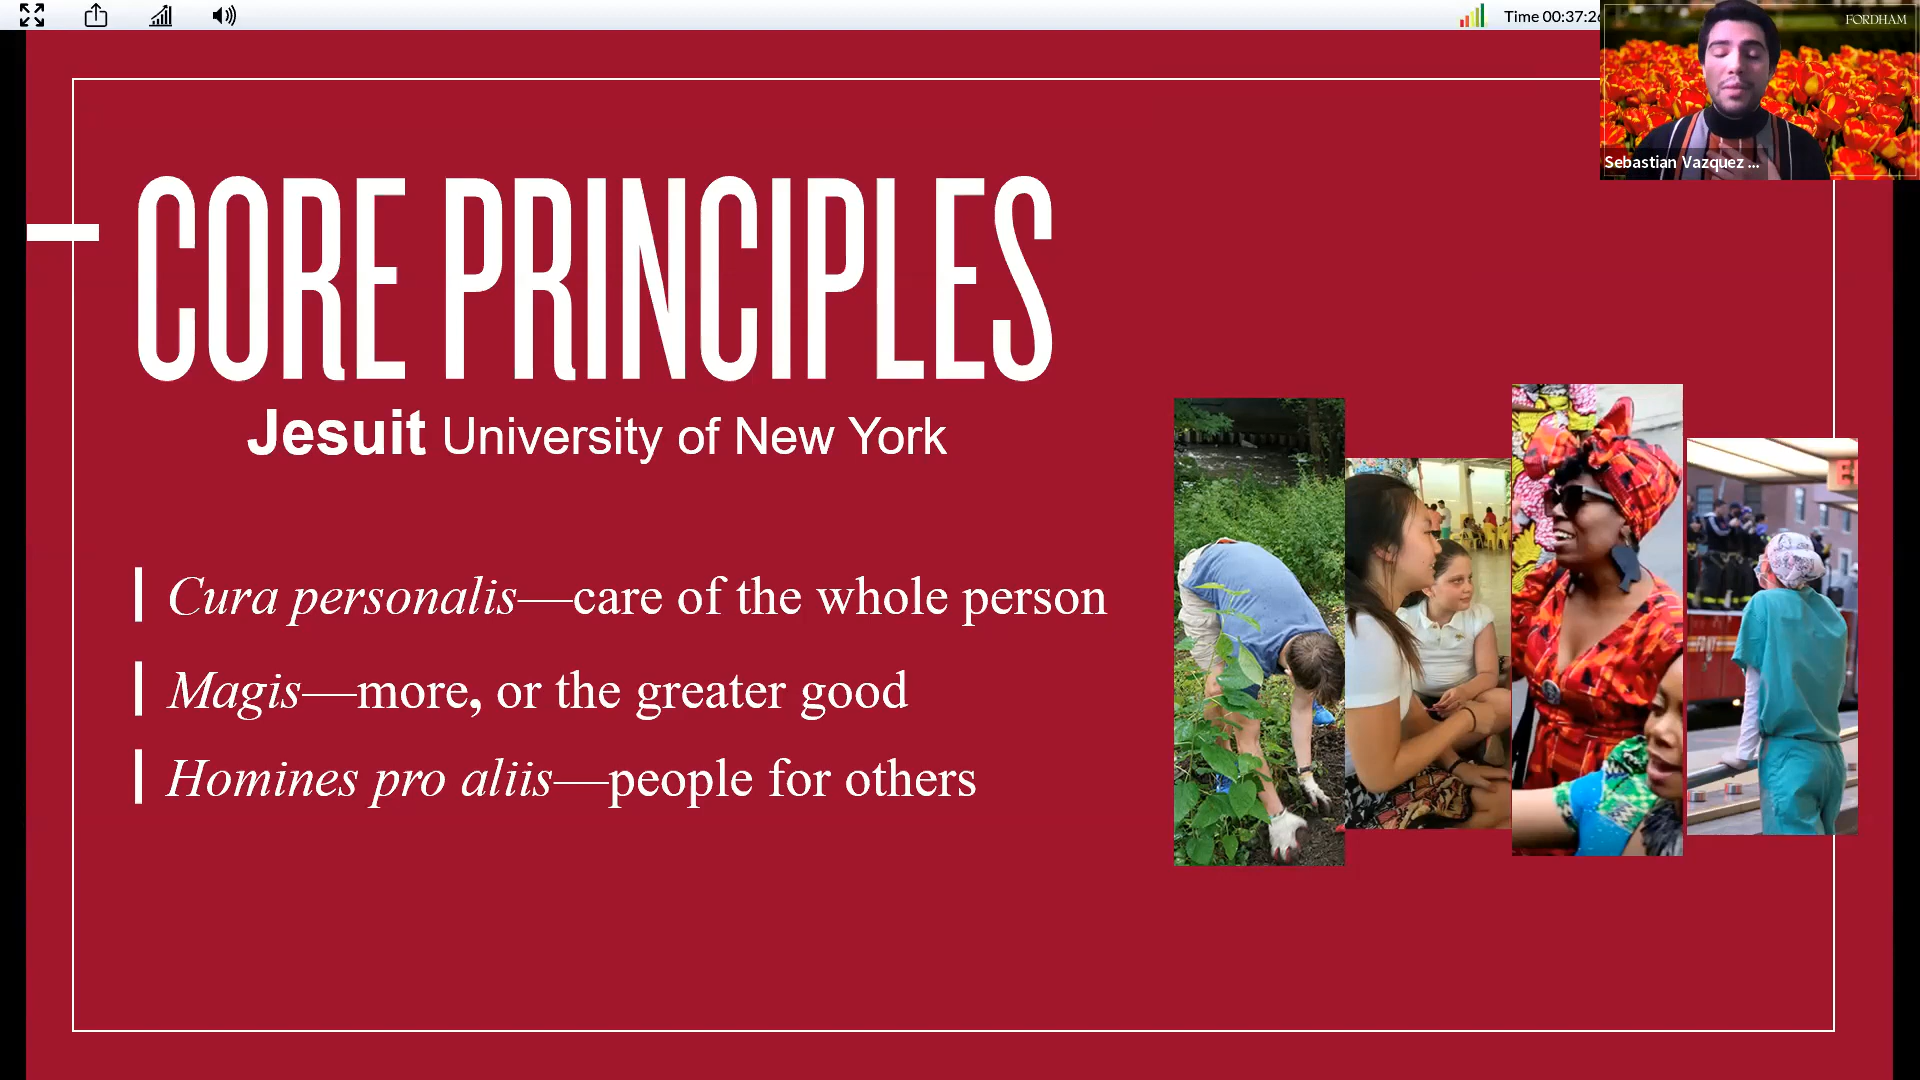 Time 00:37:26
FORDHAM
Sebastian Vazquez ...
CORE PRINCIPLES
Jesuit University of New York
Cura personalis—care of the whole person
Magis—more, or the greater good
Homines pro aliis—people for others
E